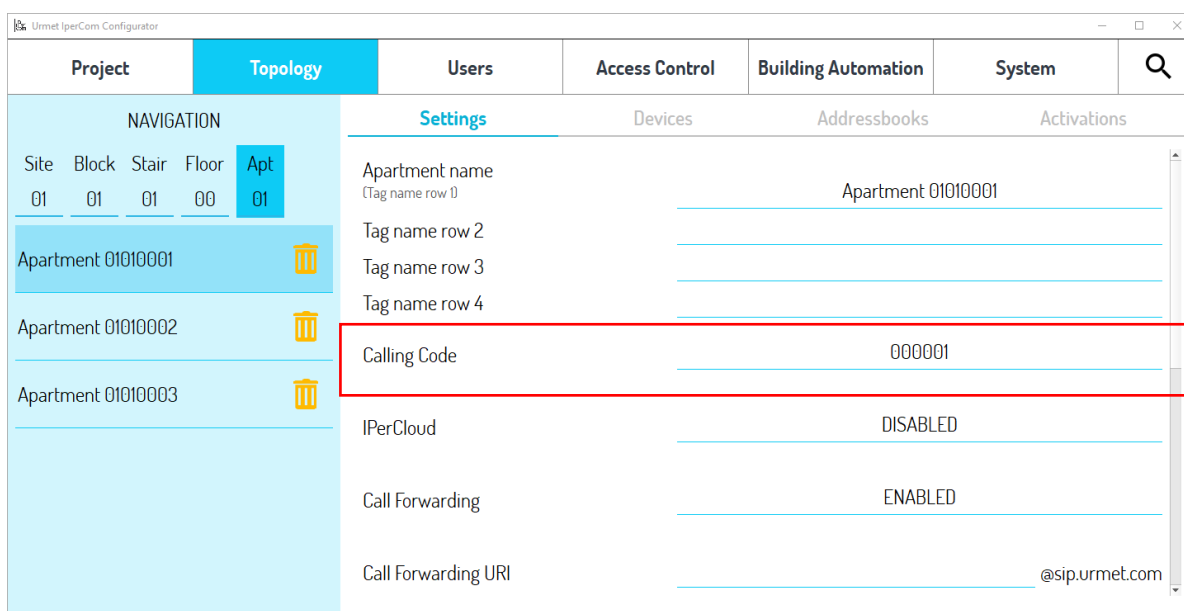 Urmet IperCom Configurator
Project Topology Users Access Control Building Automation System
NAVIGATION
Site Block Stair Floor Apt
01 01 01 00 01
Apartment 01010001
Apartment 01010002
Apartment 01010003
Settings Devices Addressbooks Activations
Apartment name
(Tag name row 1)
Apartment 01010001
Tag name row 2
Tag name row 3
Tag name row 4
Calling Code 000001
IPerCloud DISABLED
Call Forwarding ENABLED
Call Forwarding URI @sip.urmet.com